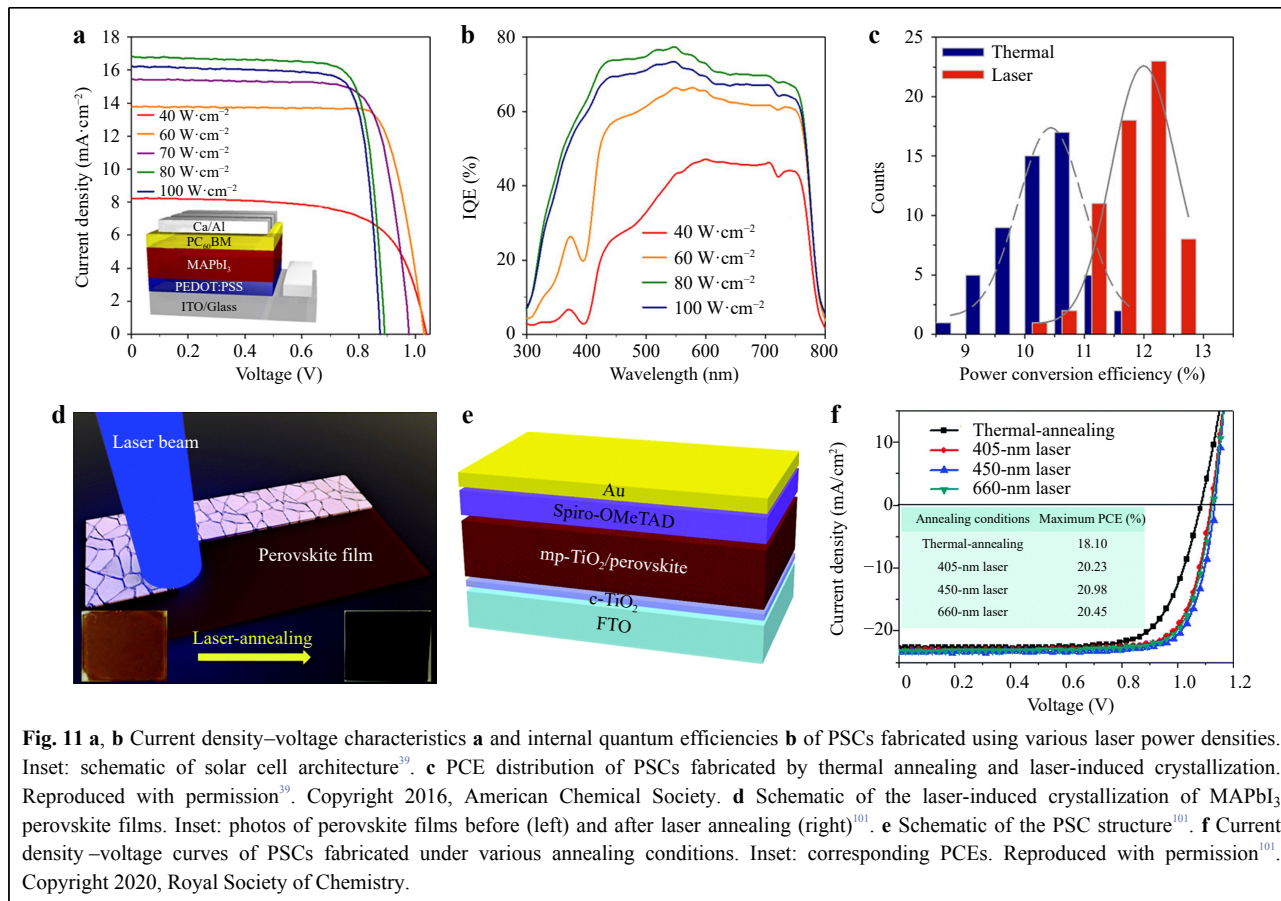 a
18
16
14
12
10
8
6
4
2
0
Current density (mA·cm−2)
40 W·cm−2
60 W·cm−2
70 W·cm−2
80 W·cm−2
100 W·cm−2
Ca/Al
PC60BM
MAPbI3
PEDOT:PSS
ITO/Glass
0 0.2 0.4 0.6 0.8 1.0
Voltage (V)
b
80
60
40
20
0
IQE (%)
40 W·cm−2
60 W·cm−2
80 W·cm−2
100 W·cm−2
300 400 500 600 700 800
Wavelength (nm)
c
25
20
15
10
5
0
Counts
Thermal
Laser
9 10 11 12 13
Power conversion efficiency (%)
d
Laser beam
Perovskite film
Laser-annealing
e
Au
Spiro-OMeTAD
mp-TiO2/perovskite
c-TiO2
FTO
f
10
0
−10
−20
Current density (mA/cm2)
Thermal-annealing
405-nm laser
450-nm laser
660-nm laser
Annealing conditions Maximum PCE (%)
Thermal-annealing 18.10
405-nm laser 20.23
450-nm laser 20.98
660-nm laser 20.45
0 0.2 0.4 0.6 0.8 1.0 1.2
Voltage (V)
Fig. 11 a, b Current density–voltage characteristics a and internal quantum efficiencies b of PSCs fabricated using various laser power densities.
Inset: schematic of solar cell architecture39. c PCE distribution of PSCs fabricated by thermal annealing and laser-induced crystallization.
Reproduced with permission39. Copyright 2016, American Chemical Society. d Schematic of the laser-induced crystallization of MAPbI3
perovskite films. Inset: photos of perovskite films before (left) and after laser annealing (right)101. e Schematic of the PSC structure101. f Current
density –voltage curves of PSCs fabricated under various annealing conditions. Inset: corresponding PCEs. Reproduced with permission101.
Copyright 2020, Royal Society of Chemistry.